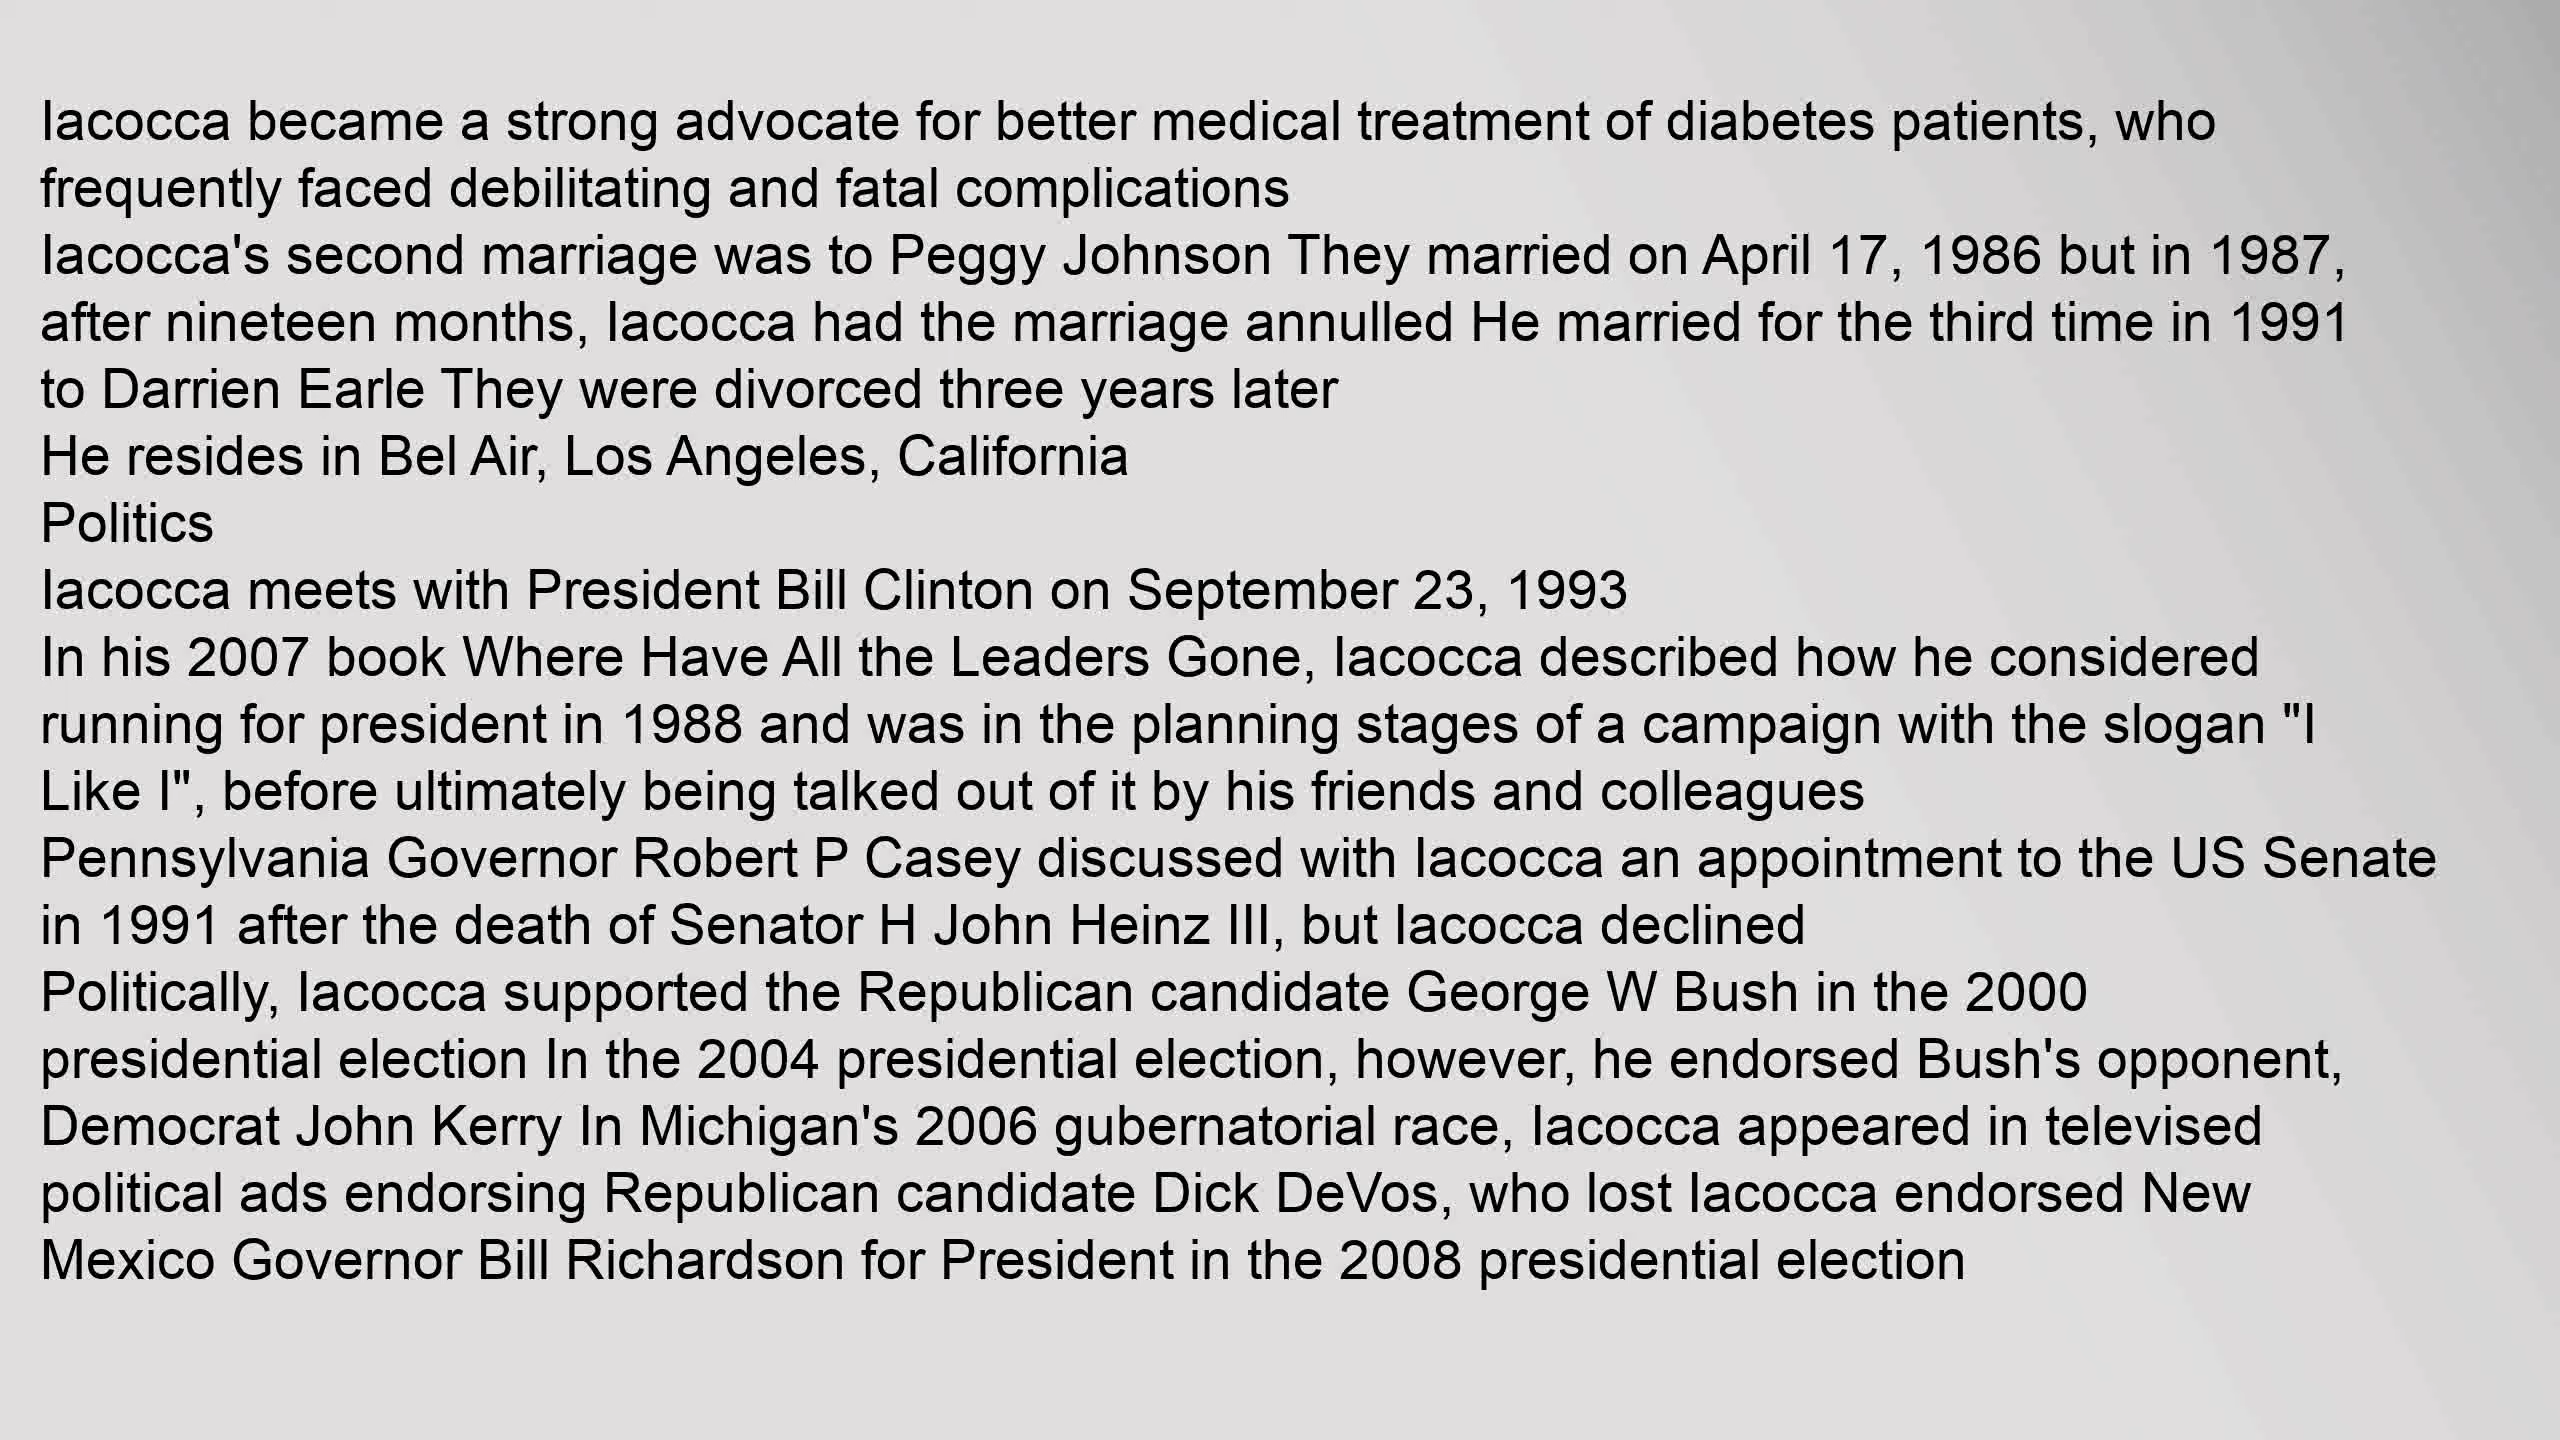 Iacocca became a strong advocate for better medical treatment of diabetes patients, who
frequently faced debilitating and fatal complications
Iacocca's second marriage was to Peggy Johnson They married on April 17, 1986 but in 1987,
after nineteen months, Iacocca had the marriage annulled He married for the third time in 1991
to Darrien Earle They were divorced three years later
He resides in Bel Air, Los Angeles, California
Politics
Iacocca meets with President Bill Clinton on September 23, 1993
In his 2007 book Where Have All the Leaders Gone, Iacocca described how he considered
running for president in 1988 and was in the planning stages of a campaign with the slogan "I
Like I", before ultimately being talked out of it by his friends and colleagues
Pennsylvania Governor Robert P Casey discussed with Iacocca an appointment to the US Senate
in 1991 after the death of Senator H John Heinz III, but Iacocca declined
Politically, Iacocca supported the Republican candidate George W Bush in the 2000
presidential election In the 2004 presidential election, however, he endorsed Bush's opponent,
Democrat John Kerry In Michigan's 2006 gubernatorial race, Iacocca appeared in televised
political ads endorsing Republican candidate Dick DeVos, who lost Iacocca endorsed New
Mexico Governor Bill Richardson for President in the 2008 presidential election